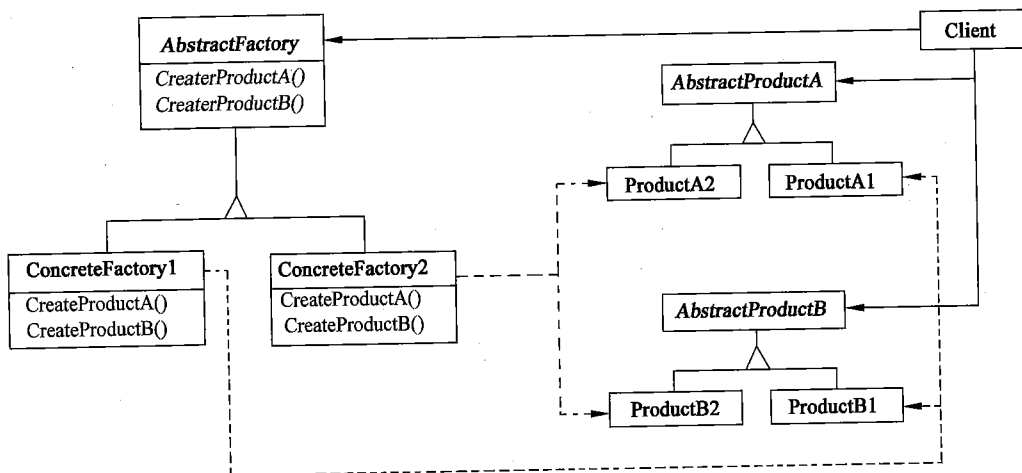 AbstractFactory
CreaterProductA()
CreaterProductB()
Client
AbstractProductA
ProductA2
ProductA1
ConcreteFactory1
CreateProductA()
CreateProductB()
ConcreteFactory2
CreateProductA()
CreateProductB()
AbstractProductB
ProductB2
ProductB1